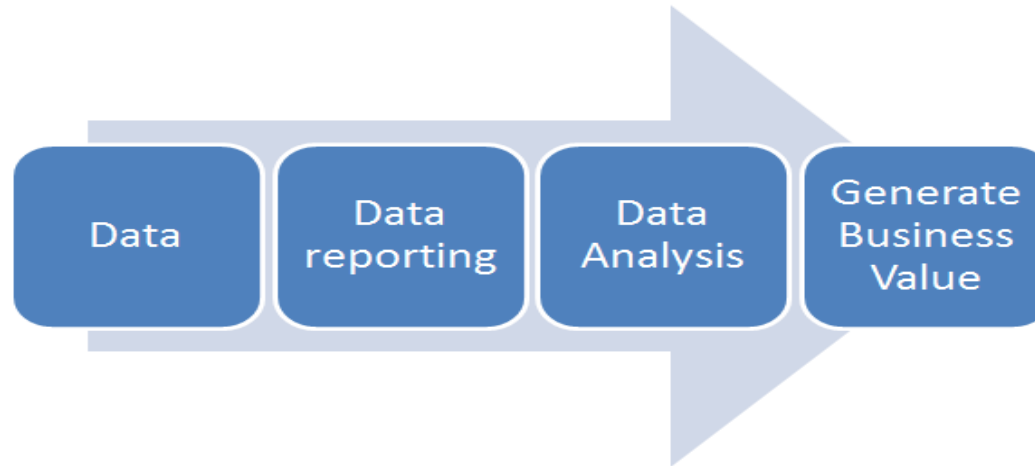 Data
Data
reporting
Data
Analysis
Generate
Business
Value